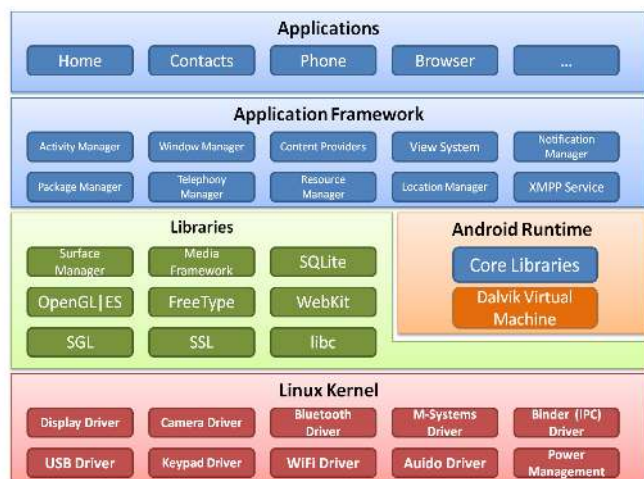 Applications
Home
Contacts
Phone
Browser
...
Application Framework
Activity Manager
Window Manager
Content Providers
View System
Notification
Manager
Package Manager
Telephony
Manager
Resource
Manager
Location Manager
XMPP Service
Libraries
Surface
Manager
Media
Framework
SQLite
OpenGL|ES
FreeType
WebKit
SGL
SSL
libc
Android Runtime
Core Libraries
Dalvik Virtual
Machine
Linux Kernel
Display Driver
Camera Driver
Bluetooth
Driver
M-Systems
Driver
Binder (IPC)
Driver
USB Driver
Keypad Driver
WiFi Driver
Auido Driver
Power
Management